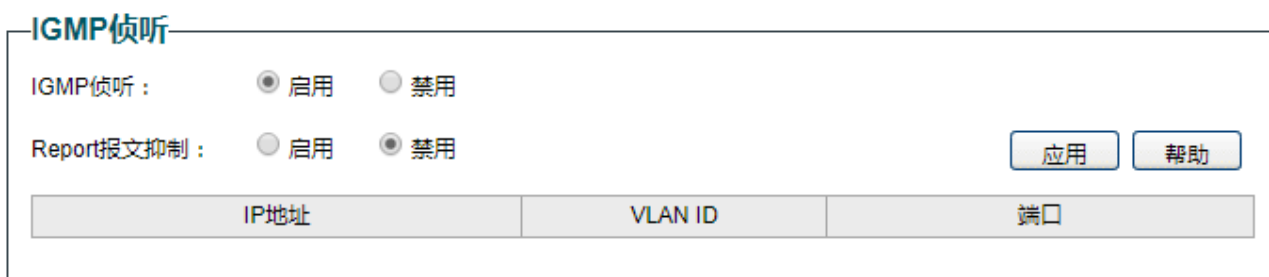 IGMP侦听
IGMP侦听： 启用 禁用
Report报文抑制： 启用 禁用 应用 帮助
IP地址 VLAN ID 端口